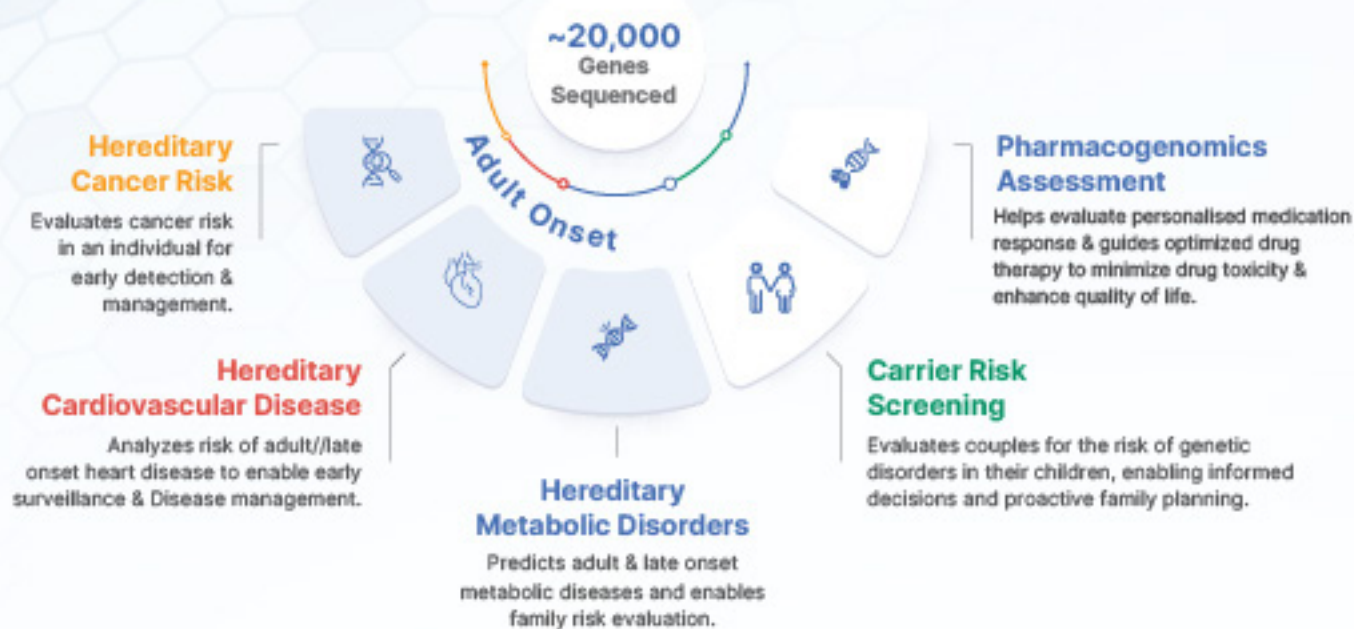 ~20,000
Genes
Sequenced
Adult Onset
Hereditary
Cancer Risk
Evaluates cancer risk
in an individual for
early detection &
management.
Hereditary
Cardiovascular Disease
Analyzes risk of adult//late
onset heart disease to enable early
surveillance & Disease management.
Hereditary
Metabolic Disorders
Predicts adult & late onset
metabolic diseases and enables
family risk evaluation.
Carrier Risk
Screening
Evaluates couples for the risk of genetic
disorders in their children, enabling informed
decisions and proactive family planning.
Pharmacogenomics
Assessment
Helps evaluate personalised medication
response & guides optimized drug
therapy to minimize drug toxicity &
enhance quality of life.